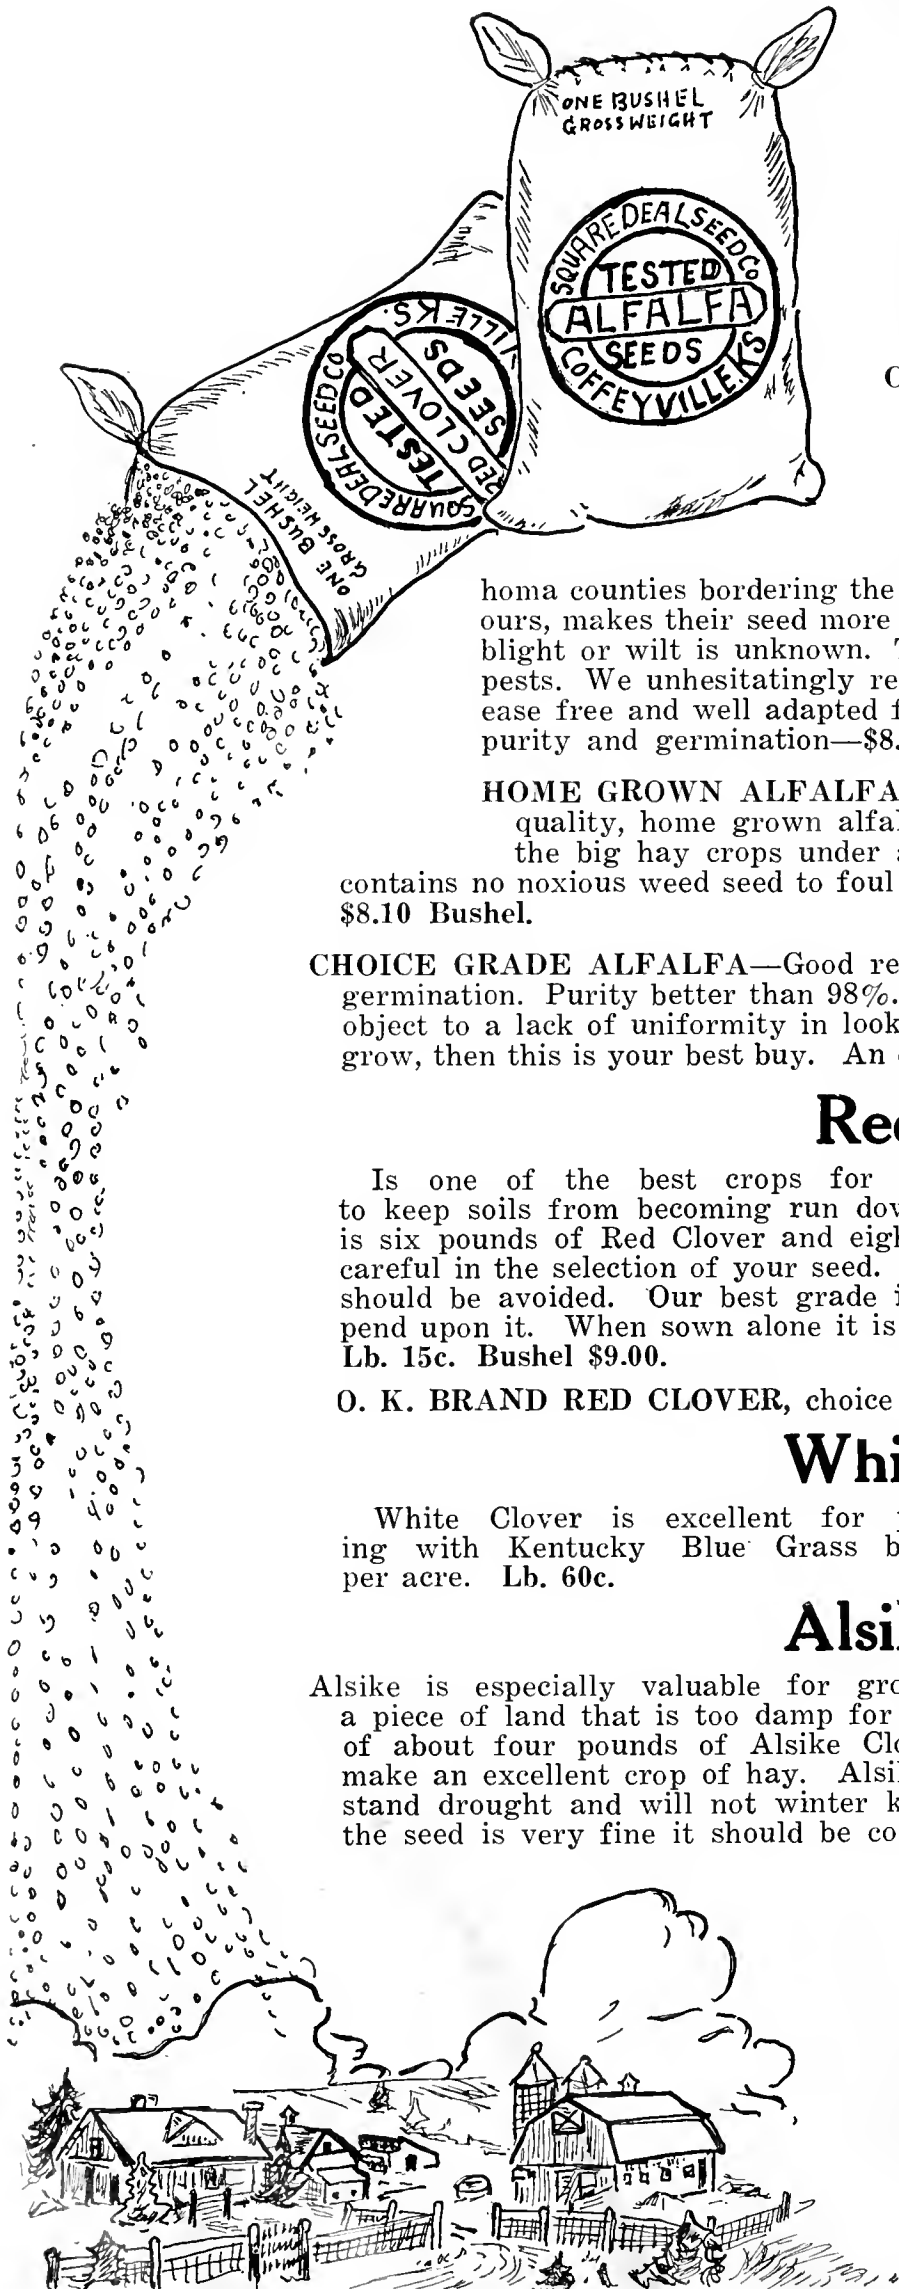 ONE BUSHEL
GROSS WEIGHT
SQUARE DEAL SEED CO
TESTED
ALFALFA
SEEDS
COFFEYVILLE. KS
SQUARE DEAL SEED CO
TESTED
RED CLOVER
SEEDS
VILLE KS.
ONE BUSHEL
GROSS WEIGHT
homa counties bordering the
ours, makes their seed more
blight or wilt is unknown.
pests. We unhesitatingly re
ease free and well adapted f
purity and germination—$8.
HOME GROWN ALFALFA
quality, home grown alfal
the big hay crops under a
contains no noxious weed seed to foul
$8.10 Bushel.
CHOICE GRADE ALFALFA—Good re
germination. Purity better than 98%.
object to a lack of uniformity in look
grow, then this is your best buy. An
Red
Is one of the best crops for
to keep soils from becoming run dow
is six pounds of Red Clover and eigh
careful in the selection of your seed.
should be avoided. Our best grade i
pend upon it. When sown alone it is
Lb. 15c. Bushel $9.00.
O. K. BRAND RED CLOVER, choice
Whi
White Clover is excellent for
ing with Kentucky Blue Grass b
per acre. Lb. 60c.
Alsi
Alsike is especially valuable for gro
a piece of land that is too damp for
of about four pounds of Alsike Clo
make an excellent crop of hay. Alsi
stand drought and will not winter k
the seed is very fine it should be co